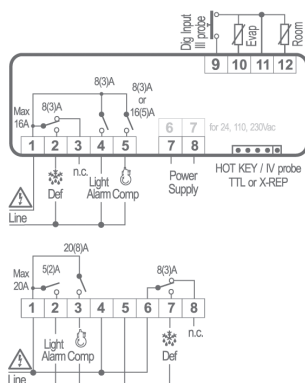 Dig Input
III probe
Evap
Room
9 10 11 12
8(3)A
8(3)A
or
16(5)A
Max
16A
8(3)A
6 7 for 24, 110, 230Vac
1 2 3 4 5 7 8
n.c.
Def
Light
Alarm Comp
Power
Supply
HOT KEY / IV probe
TTL or X-REP
Line
20(8)A
Max
20A
5(2)A
8(3)A
1 2 3 4 5 6 7 8
n.c.
Light
Alarm Comp
Def
Line